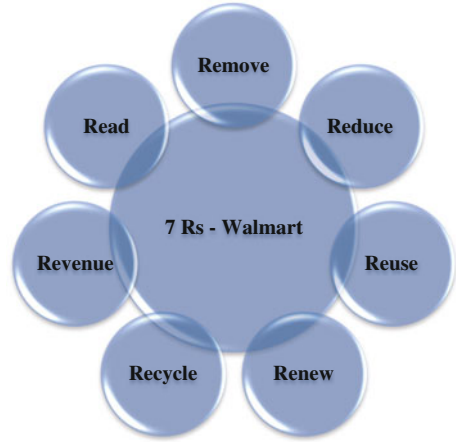 Remove
Read
Reduce
7 Rs - Walmart
Revenue
Reuse
Recycle
Renew